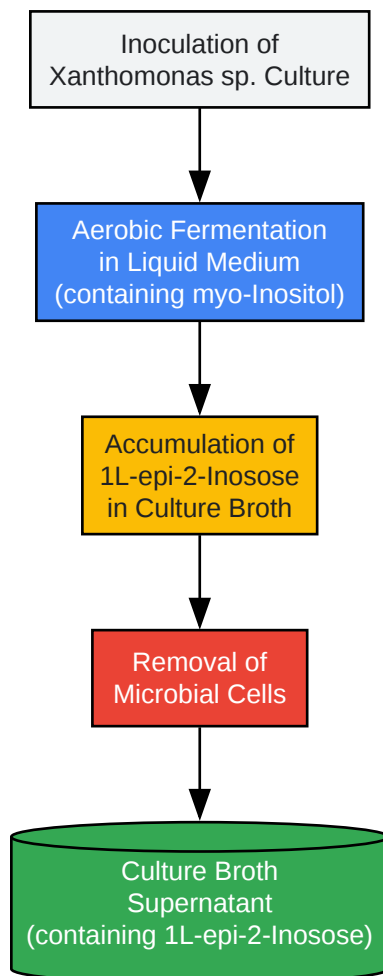 Inoculation of
Xanthomonas sp. Culture
Aerobic Fermentation
in Liquid Medium
(containing myo-Inositol)
Accumulation of
1L-epi-2-Inosose
in Culture Broth
Removal of
Microbial Cells
Culture Broth
Supernatant
(containing 1L-epi-2-Inosose)